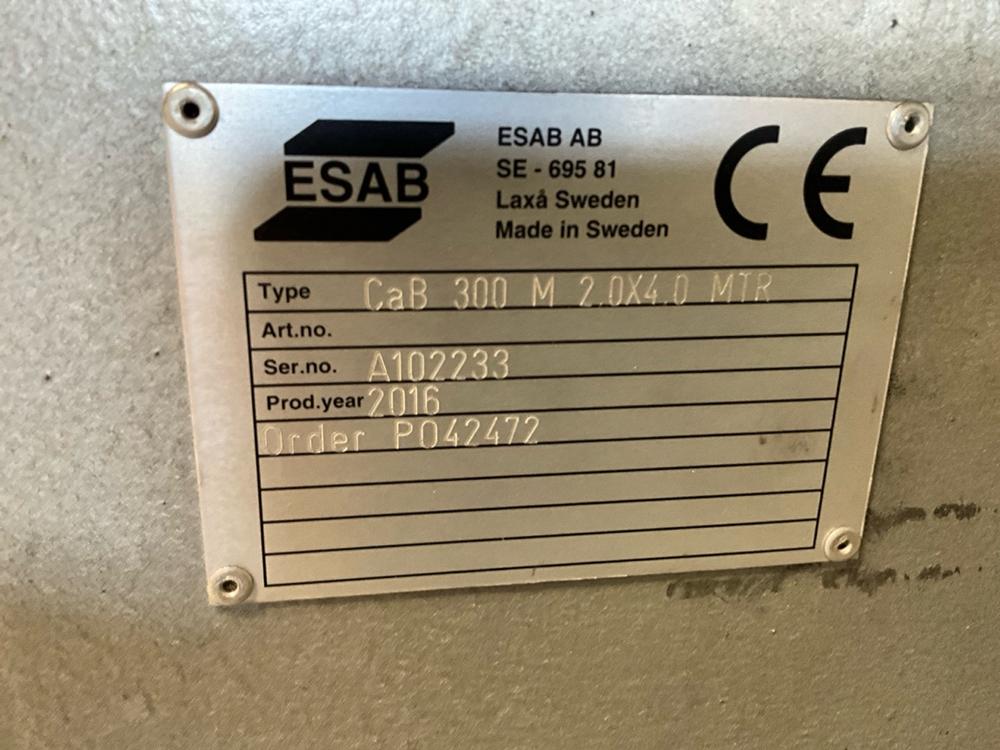 ESAB
ESAB AB
SE - 695 81
Laxå Sweden
Made in Sweden
CE
Type CaB 300 M 2.0X4.0 MTR
Art.no.
Ser.no. A102233
Prod.year 2016
Order PO42472